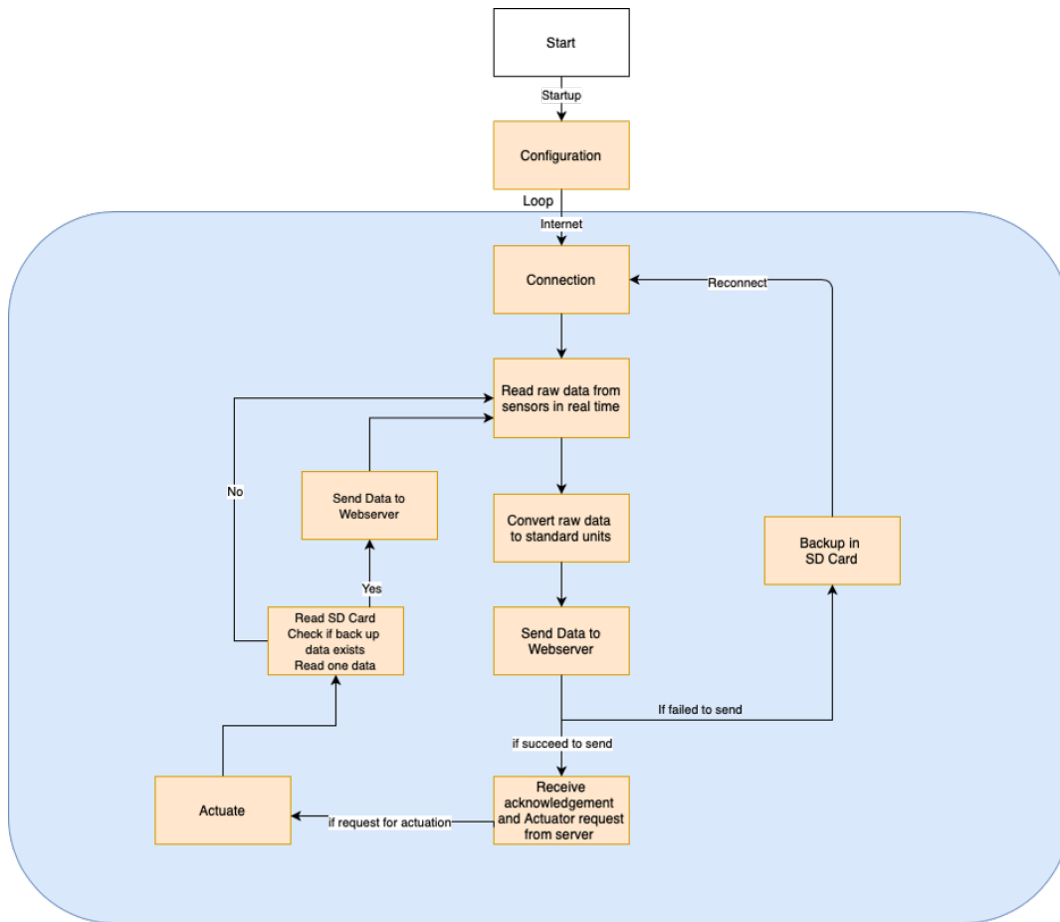 Start
Startup
Configuration
Loop
Internet
Connection
Reconnect
Read raw data from
sensors in real time
No
Send Data to
Webserver
Convert raw data
to standard units
Backup in
SD Card
Yes
Read SD Card
Check if back up
data exists
Read one data
Send Data to
Webserver
If failed to send
if succeed to send
Actuate
if request for actuation
Receive
acknowledgement
and Actuator request
from server